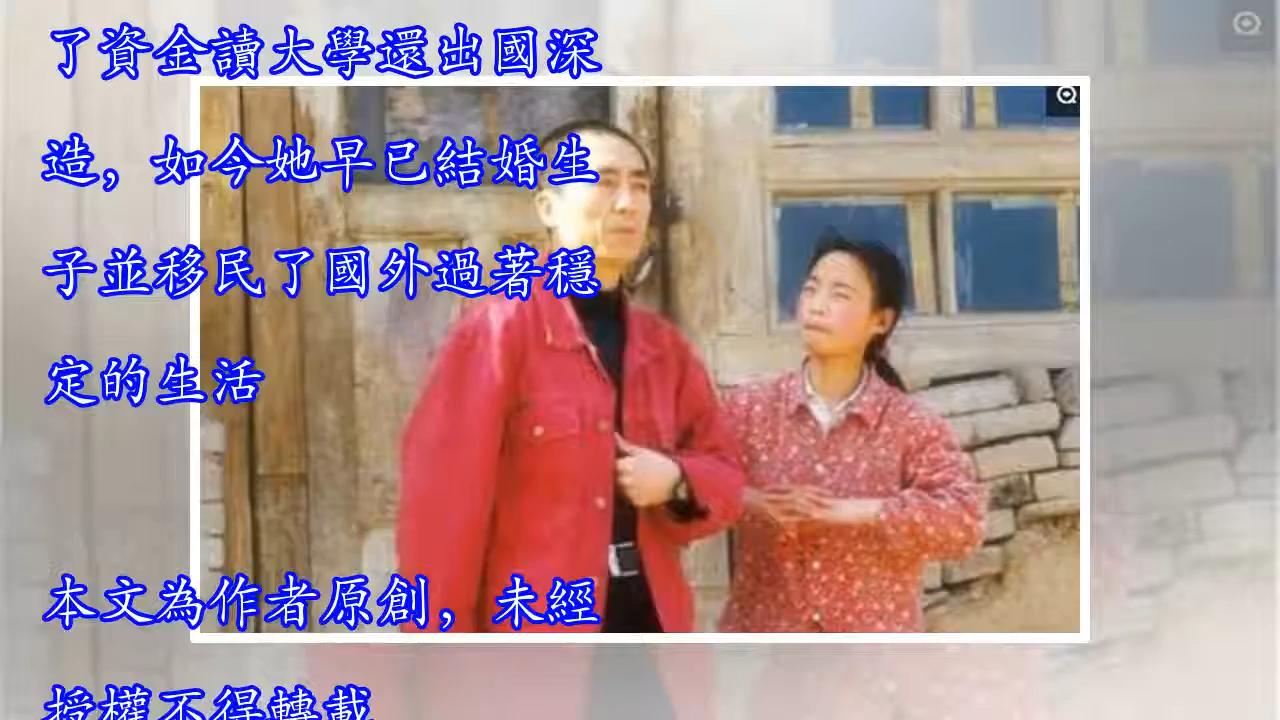 了資金讀大學還出國深
造，如今她早已結婚生
子並移民了國外過著穩
定的生活
本文為作者原創，未經
授權不得轉載